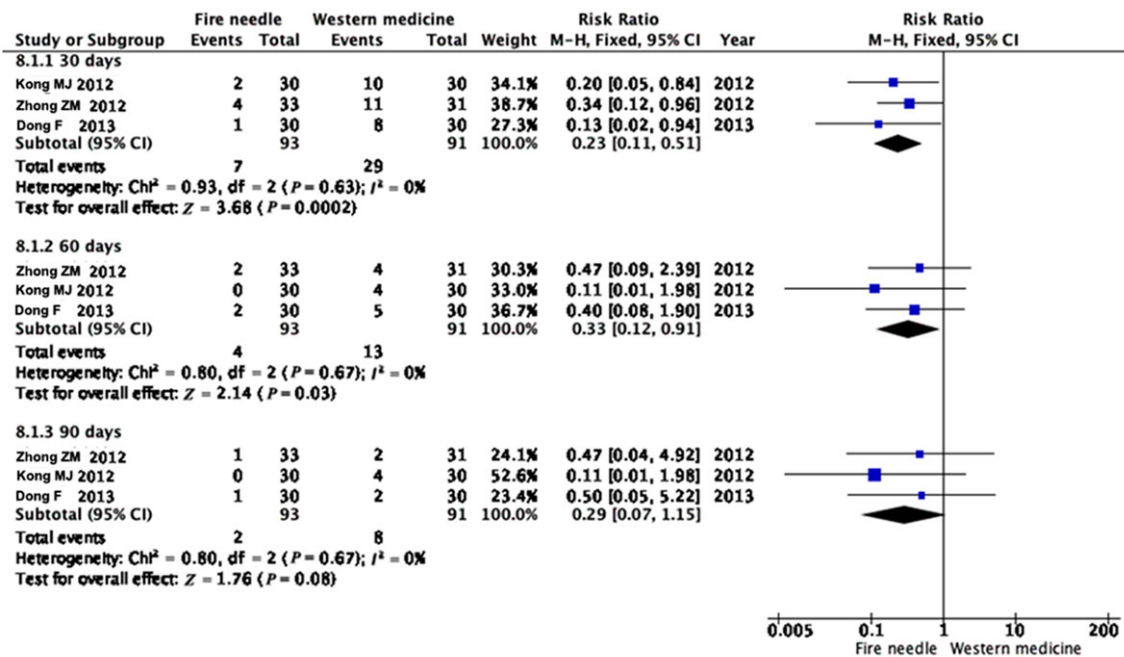 Fire needle Western medicine Risk Ratio Risk Ratio
Study or Subgroup Events Total Events Total Weight M-H, Fixed, 95% CI Year M-H, Fixed, 95% CI
8.1.1 30 days
Kong MJ 2012 2 30 10 30 34.1% 0.20 [0.05, 0.84] 2012
Zhong ZM 2012 4 33 11 31 38.7% 0.34 [0.12, 0.96] 2012
Dong F 2013 1 30 8 30 27.3% 0.13 [0.02, 0.94] 2013
Subtotal (95% CI) 93 91 100.0% 0.23 [0.11, 0.51]
Total events 7 29
Heterogeneity: Chi² = 0.93, df = 2 (P = 0.63); I² = 0%
Test for overall effect: Z = 3.68 (P = 0.0002)
8.1.2 60 days
Zhong ZM 2012 2 33 4 31 30.3% 0.47 [0.09, 2.39] 2012
Kong MJ 2012 0 30 4 30 33.0% 0.11 [0.01, 1.98] 2012
Dong F 2013 2 30 5 30 36.7% 0.40 [0.08, 1.90] 2013
Subtotal (95% CI) 93 91 100.0% 0.33 [0.12, 0.91]
Total events 4 13
Heterogeneity: Chi² = 0.80, df = 2 (P = 0.67); I² = 0%
Test for overall effect: Z = 2.14 (P = 0.03)
8.1.3 90 days
Zhong ZM 2012 1 33 2 31 24.1% 0.47 [0.04, 4.92] 2012
Kong MJ 2012 0 30 4 30 52.6% 0.11 [0.01, 1.98] 2012
Dong F 2013 1 30 2 30 23.4% 0.50 [0.05, 5.22] 2013
Subtotal (95% CI) 93 91 100.0% 0.29 [0.07, 1.15]
Total events 2 8
Heterogeneity: Chi² = 0.80, df = 2 (P = 0.67); I² = 0%
Test for overall effect: Z = 1.76 (P = 0.08)
0.005 0.1 1 10 200
Fire needle Western medicine